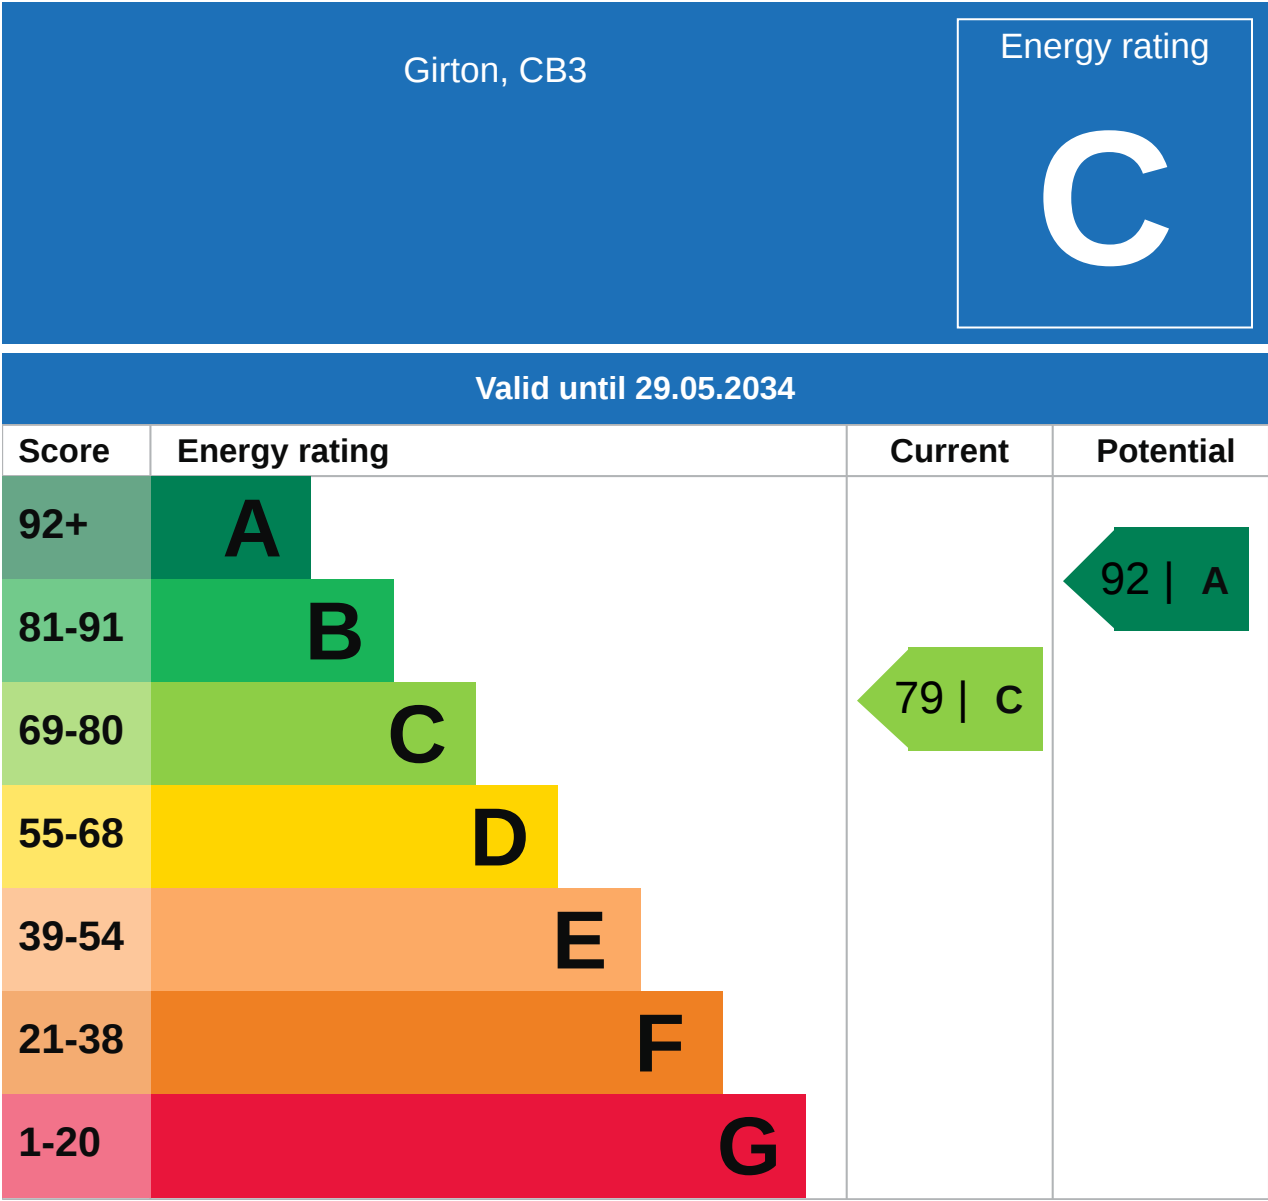 Girton, CB3
Energy rating
C
Valid until 29.05.2034
Score Energy rating Current Potential
92+ A
92 | A
81-91 B
79 | C
69-80 C
55-68 D
39-54 E
21-38 F
1-20 G